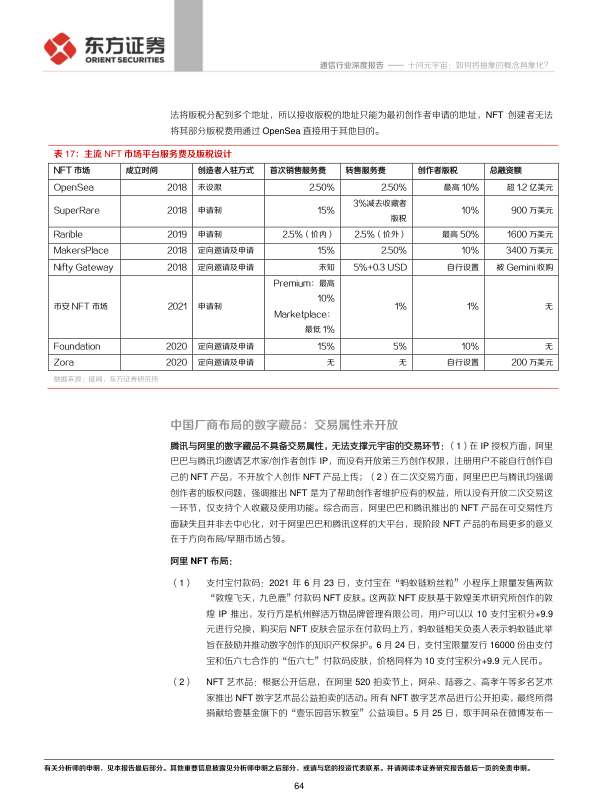 东方证券
ORIENT SECURITIES
通信行业深度报告 —— 十问元宇宙：如何将抽象的概念具象化？
法将版税分配到多个地址，所以接收版税的地址只能为最初创作者申请的地址，NFT 创建者无法
将其部分版税费用通过 OpenSea 直接用于其他目的。
表 17：主流 NFT 市场平台服务费及版税设计
NFT 市场 成立时间 创造者入驻方式 首次销售服务费 转售服务费 创作者版税 总融资额
OpenSea 2018 未设限 2.50% 2.50% 最高 10% 超 1.2 亿美元
SuperRare 2018 申请制 15% 3%减去收藏者
版税 10% 900 万美元
Rarible 2019 申请制 2.5%（价内） 2.5%（价外） 最高 50% 1600 万美元
MakersPlace 2018 定向邀请及申请 15% 2.50% 10% 3400 万美元
Nifty Gateway 2018 定向邀请及申请 未知 5%+0.3 USD 自行设置 被 Gemini 收购
币安 NFT 市场 2021 申请制 Premium：最高
10%
Marketplace：
最低 1% 1% 1% 无
Foundation 2020 定向邀请及申请 15% 5% 10% 无
Zora 2020 定向邀请及申请 无 无 自行设置 200 万美元
数据来源：链闻，东方证券研究所
中国厂商布局的数字藏品：交易属性未开放
腾讯与阿里的数字藏品不具备交易属性，无法支撑元宇宙的交易环节：（1）在 IP 授权方面，阿里
巴巴与腾讯均邀请艺术家/创作者创作 IP，而没有开放第三方创作权限，注册用户不能自行创作自
己的 NFT 产品，不开放个人创作 NFT 产品上传；（2）在二次交易方面，阿里巴巴与腾讯均强调
创作者的版权问题，强调推出 NFT 是为了帮助创作者维护应有的权益，所以没有开放二次交易这
一环节，仅支持个人收藏及使用功能。综合而言，阿里巴巴和腾讯推出的 NFT 产品在可交易性方
面缺失且并非去中心化，对于阿里巴巴和腾讯这样的大平台，现阶段 NFT 产品的布局更多的意义
在于方向布局/早期市场占领。
阿里 NFT 布局：
（1） 支付宝付款码：2021 年 6 月 23 日，支付宝在“蚂蚁链粉丝粒”小程序上限量发售两款
“敦煌飞天，九色鹿”付款码 NFT 皮肤。这两款 NFT 皮肤基于敦煌美术研究所创作的敦
煌 IP 推出，发行方是杭州鲜活万物品牌管理有限公司，用户可以以 10 支付宝积分+9.9
元进行兑换，购买后 NFT 皮肤会显示在付款码上方，蚂蚁链相关负责人表示蚂蚁链此举
旨在鼓励并推动数字创作的知识产权保护。6 月 24 日，支付宝限量发行 16000 份由支付
宝和伍六七合作的“伍六七”付款码皮肤，价格同样为 10 支付宝积分+9.9 元人民币。
（2） NFT 艺术品：根据公开信息，在阿里 520 拍卖节上，阿朵、陆蓉之、高孝午等多名艺术
家推出 NFT 数字艺术品公益拍卖的活动。所有 NFT 数字艺术品进行公开拍卖，最终所得
捐献给壹基金旗下的“壹乐园音乐教室”公益项目。5 月 25 日，歌手阿朵在微博发布一
有关分析师的申明，见本报告最后部分。其他重要信息披露见分析师申明之后部分，或请与您的投资代表联系。并请阅读本证券研究报告最后一页的免责申明。
64